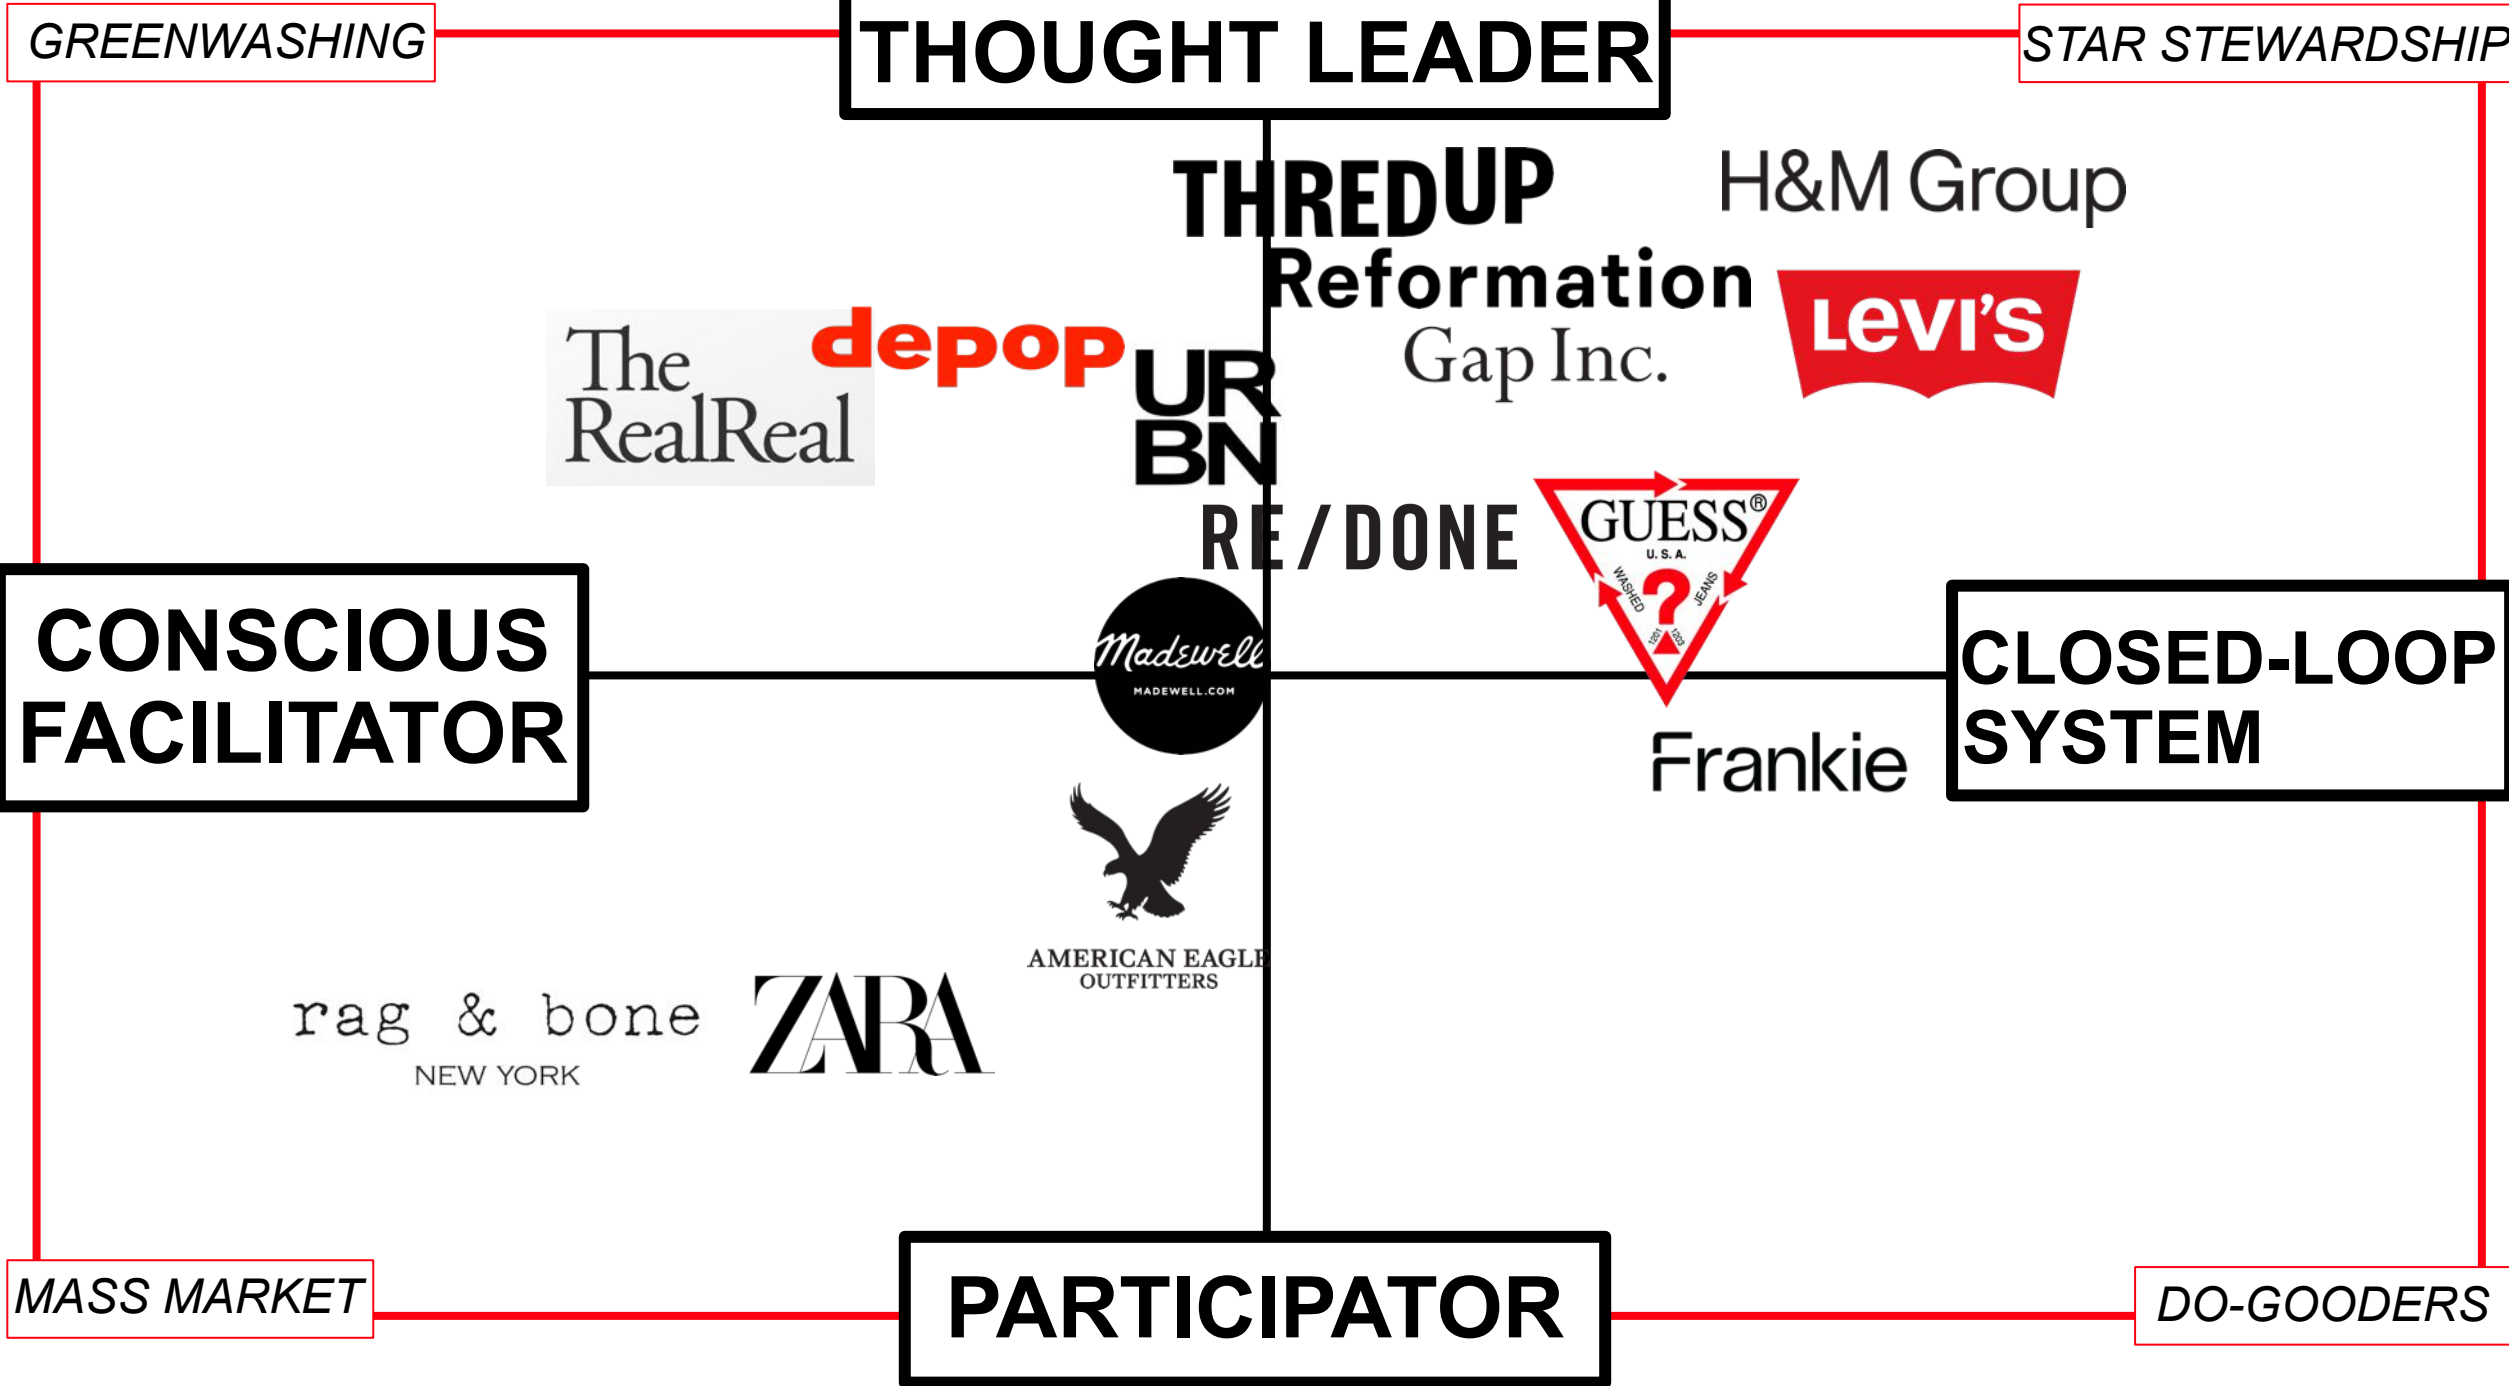 GREENWASHING
THOUGHT LEADER
STAR STEWARDSHIP
THREDUP
H&M Group
Reformation
LEVI'S
The
RealReal
depop
Gap Inc.
UR
BN
RE/DONE
GUESS®
U.S.A.
WASHED
?
JEANS
1201
1203
CONSCIOUS
FACILITATOR
Madewell
MADEWELL.COM
CLOSED-LOOP
SYSTEM
Frankie
AMERICAN EAGLE
OUTFITTERS
rag & bone
NEW YORK
ZARA
MASS MARKET
PARTICIPATOR
DO-GOODERS